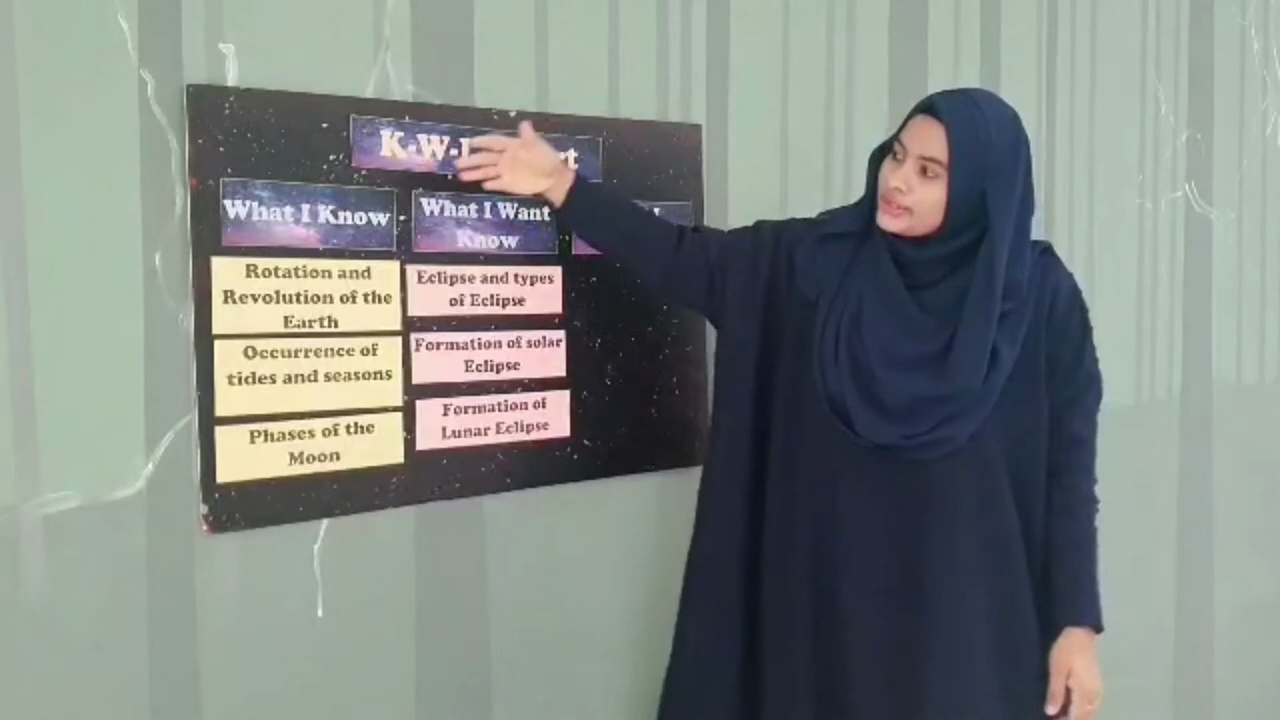 K-W-L
What I Know
What I Want
Know
Rotation and
Revolution of the
Earth
Occurrence of
tides and seasons
Phases of the
Moon
Eclipse and types
of Eclipse
Formation of solar
Eclipse
Formation of
Lunar Eclipse